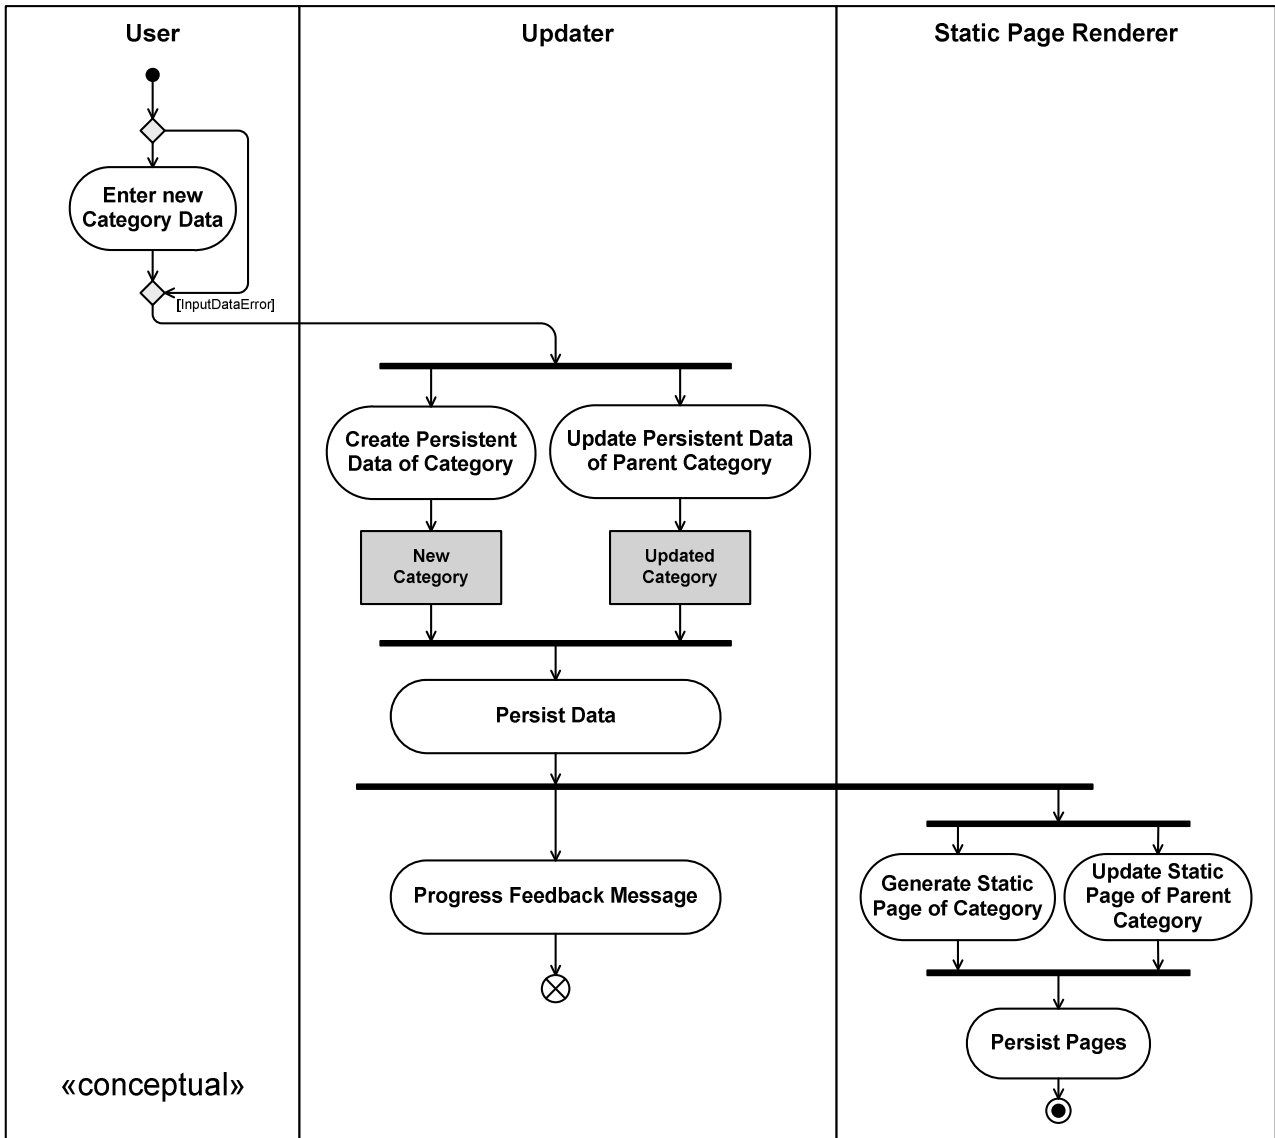 User
Updater
Static Page Renderer
Enter new
Category Data
[InputDataError]
Create Persistent
Data of Category
Update Persistent Data
of Parent Category
New
Category
Updated
Category
Persist Data
Progress Feedback Message
Generate Static
Page of Category
Update Static
Page of Parent
Category
Persist Pages
«conceptual»